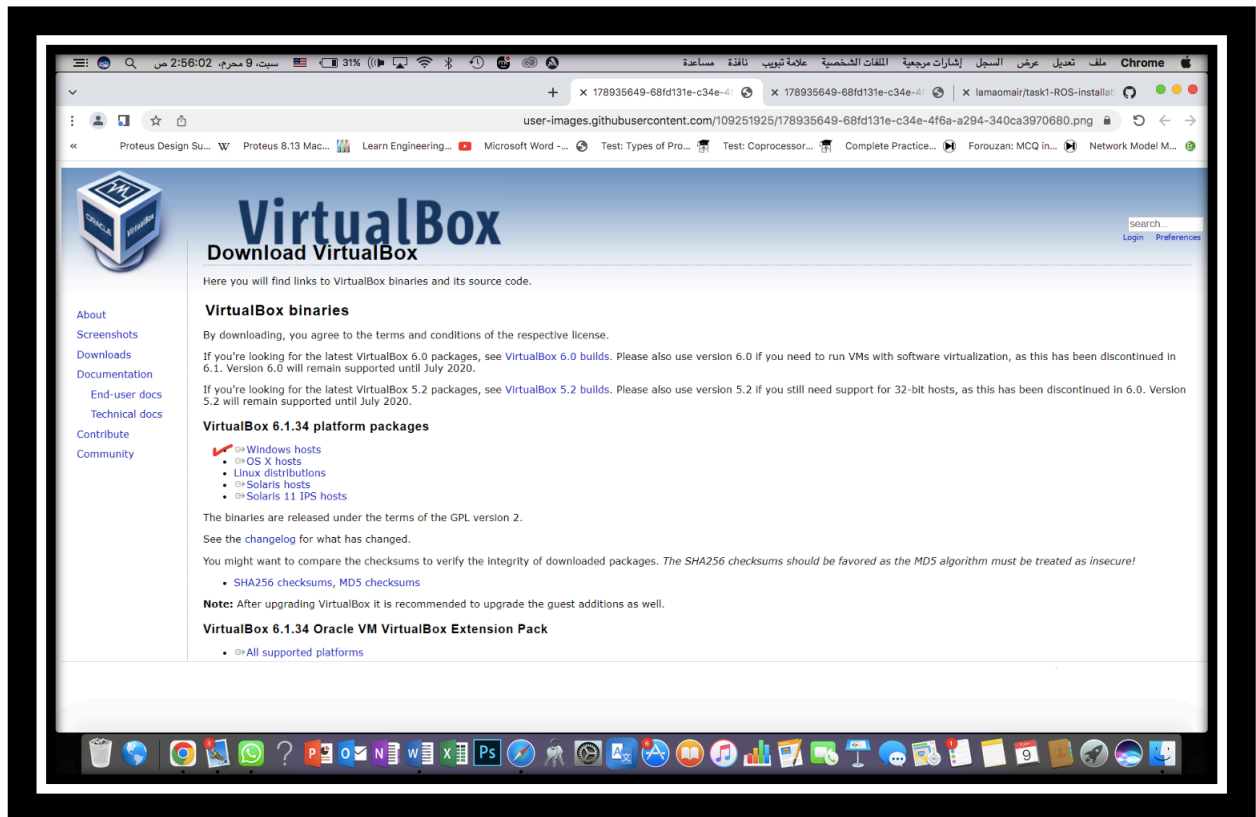 Chrome ملف تعديل عرض السجل إشارات مرجعية الملفات الشخصية علامة تبويب نافذة مساعدة
31% سبت، 9 محرم، 2:56:02 ص
lamaomair/task1-ROS-installati
178935649-68fd131e-c34e-4f
178935649-68fd131e-c34e-4f
user-images.githubusercontent.com/109251925/178935649-68fd131e-c34e-4f6a-a294-340ca3970680.png
« Proteus Design Su... W Proteus 8.13 Mac... Learn Engineering... Microsoft Word -... Test: Types of Pro... Test: Coprocessor... Complete Practice... Forouzan: MCQ in... Network Model M...
ORACLE
VirtualBox
VirtualBox
search...
Login Preferences
Download VirtualBox
Here you will find links to VirtualBox binaries and its source code.
About
Screenshots
Downloads
Documentation
End-user docs
Technical docs
Contribute
Community
VirtualBox binaries
By downloading, you agree to the terms and conditions of the respective license.
If you're looking for the latest VirtualBox 6.0 packages, see VirtualBox 6.0 builds. Please also use version 6.0 if you need to run VMs with software virtualization, as this has been discontinued in
6.1. Version 6.0 will remain supported until July 2020.
If you're looking for the latest VirtualBox 5.2 packages, see VirtualBox 5.2 builds. Please also use version 5.2 if you still need support for 32-bit hosts, as this has been discontinued in 6.0. Version
5.2 will remain supported until July 2020.
VirtualBox 6.1.34 platform packages
Windows hosts
OS X hosts
Linux distributions
Solaris hosts
Solaris 11 IPS hosts
The binaries are released under the terms of the GPL version 2.
See the changelog for what has changed.
You might want to compare the checksums to verify the integrity of downloaded packages. The SHA256 checksums should be favored as the MD5 algorithm must be treated as insecure!
SHA256 checksums, MD5 checksums
Note: After upgrading VirtualBox it is recommended to upgrade the guest additions as well.
VirtualBox 6.1.34 Oracle VM VirtualBox Extension Pack
All supported platforms
Ps
9